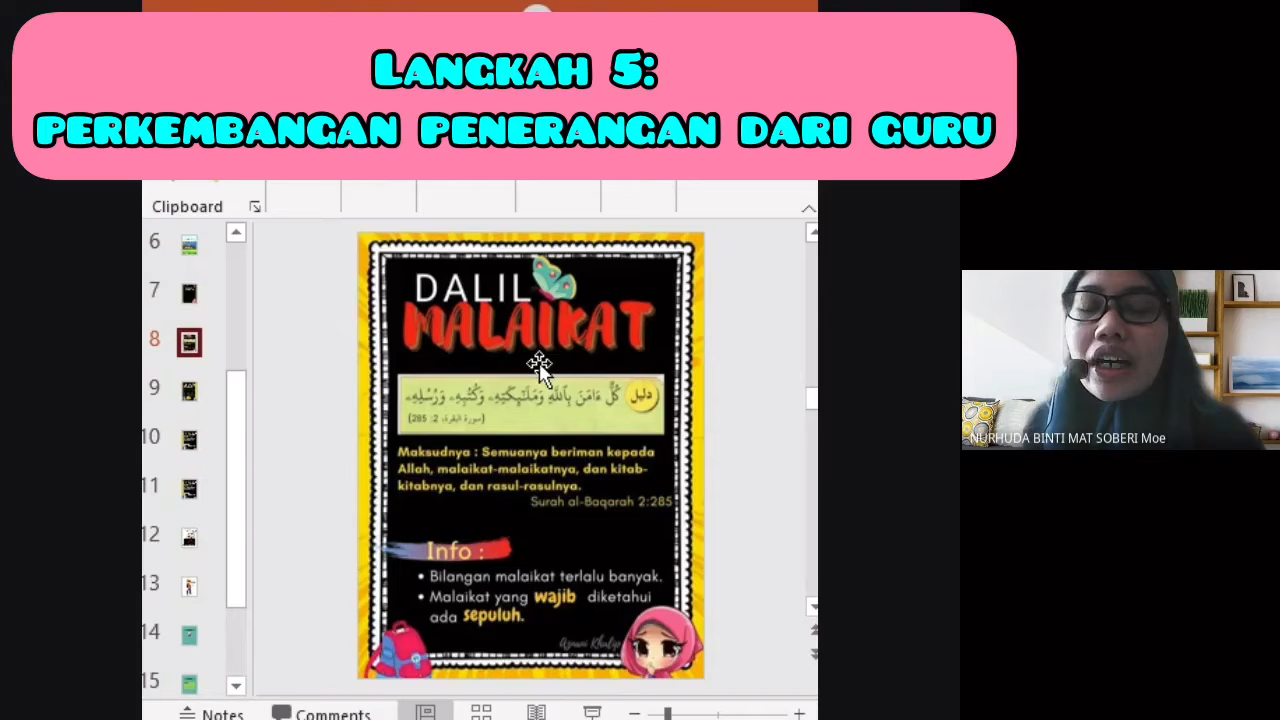 LANGKAH 5:
PERKEMBANGAN PENERANGAN DARI GURU
Clipboard
6
7
8
9
10
11
12
13
14
15
DALIL
MALAIKAT
دليل
كُلٌّ ءَامَنَ بِٱللَّهِ وَمَلَـٰٓئِكَتِهِۦ وَكُتُبِهِۦ وَرُسُلِهِۦ
(سورة البقرة، 2: 285)
Maksudnya : Semuanya beriman kepada
Allah, malaikat-malaikatnya, dan kitab-
kitabnya, dan rasul-rasulnya.
Surah al-Baqarah 2:285
Info :
• Bilangan malaikat terlalu banyak.
• Malaikat yang wajib diketahui
ada sepuluh.
NURHUDA BINTI MAT SOBERI Moe
Notes
Comments